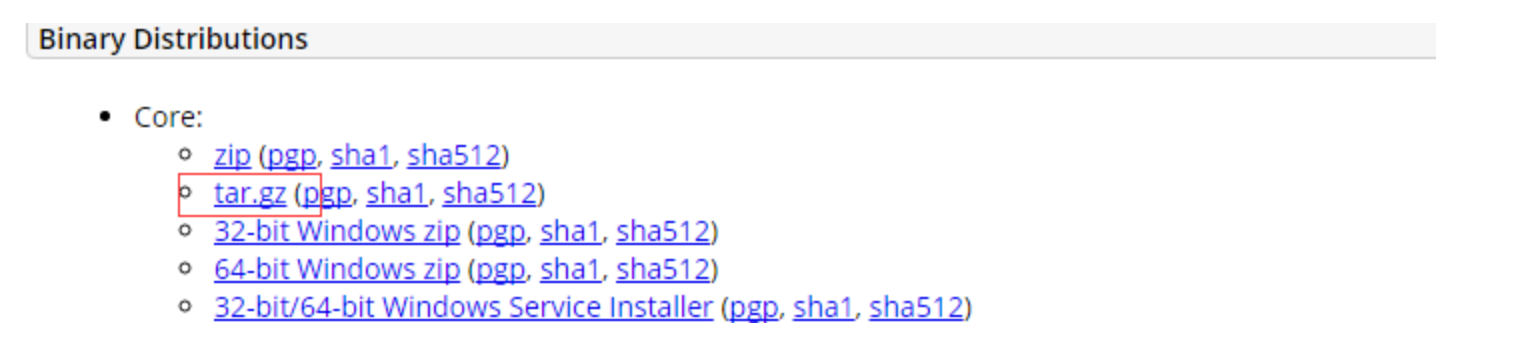 Binary Distributions
Core:
zip (pgp, sha1, sha512)
tar.gz (pgp, sha1, sha512)
32-bit Windows zip (pgp, sha1, sha512)
64-bit Windows zip (pgp, sha1, sha512)
32-bit/64-bit Windows Service Installer (pgp, sha1, sha512)